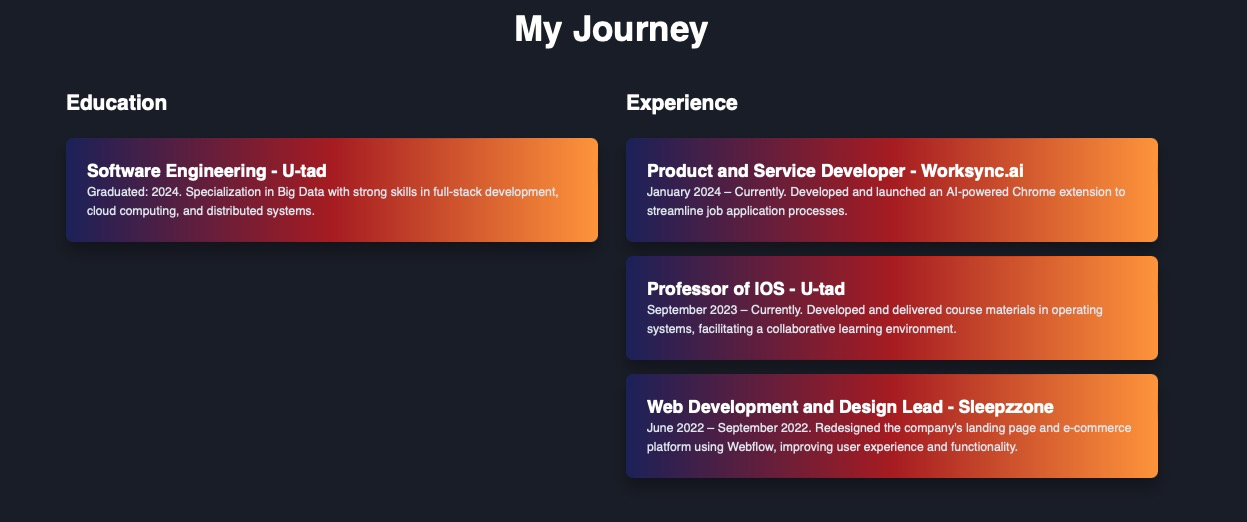 My Journey
Education
Software Engineering - U-tad
Graduated: 2024. Specialization in Big Data with strong skills in full-stack development,
cloud computing, and distributed systems.
Experience
Product and Service Developer - Worksync.ai
January 2024 – Currently. Developed and launched an AI-powered Chrome extension to
streamline job application processes.
Professor of IOS - U-tad
September 2023 – Currently. Developed and delivered course materials in operating
systems, facilitating a collaborative learning environment.
Web Development and Design Lead - Sleepzzone
June 2022 – September 2022. Redesigned the company's landing page and e-commerce
platform using Webflow, improving user experience and functionality.